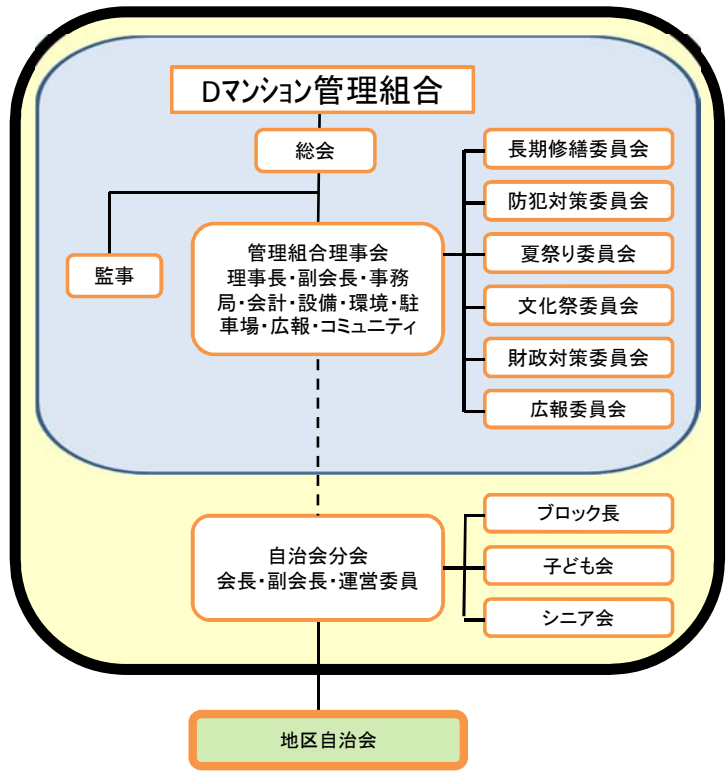 Dマンション管理組合
総会
監事
管理組合理事会
理事長・副会長・事務
局・会計・設備・環境・駐
車場・広報・コミュニティ
長期修繕委員会
防犯対策委員会
夏祭り委員会
文化祭委員会
財政対策委員会
広報委員会
自治会分会
会長・副会長・運営委員
ブロック長
子ども会
シニア会
地区自治会